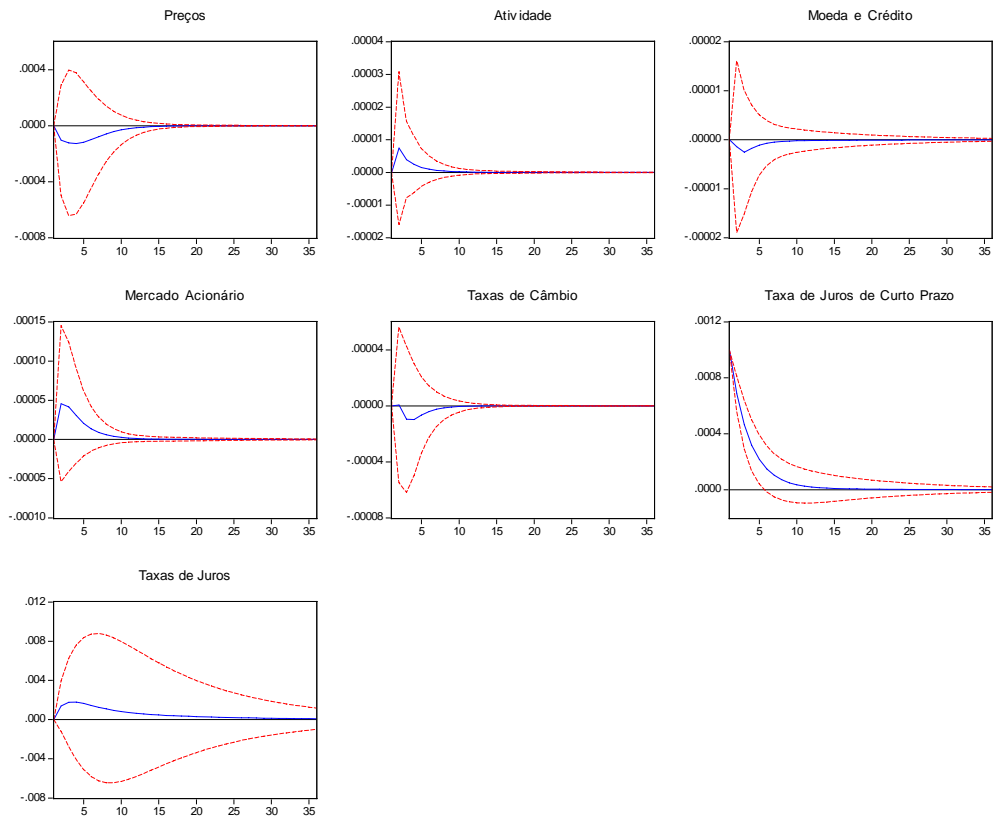 Preços
.0004
.0000
-.0004
-.0008
5 10 15 20 25 30 35
Atividade
.00004
.00003
.00002
.00001
.00000
-.00001
-.00002
5 10 15 20 25 30 35
Moeda e Crédito
.00002
.00001
.00000
-.00001
-.00002
5 10 15 20 25 30 35
Mercado Acionário
.00015
.00010
.00005
.00000
-.00005
-.00010
5 10 15 20 25 30 35
Taxas de Câmbio
.00004
.00000
-.00004
-.00008
5 10 15 20 25 30 35
Taxa de Juros de Curto Prazo
.0012
.0008
.0004
.0000
5 10 15 20 25 30 35
Taxas de Juros
.012
.008
.004
.000
-.004
-.008
5 10 15 20 25 30 35